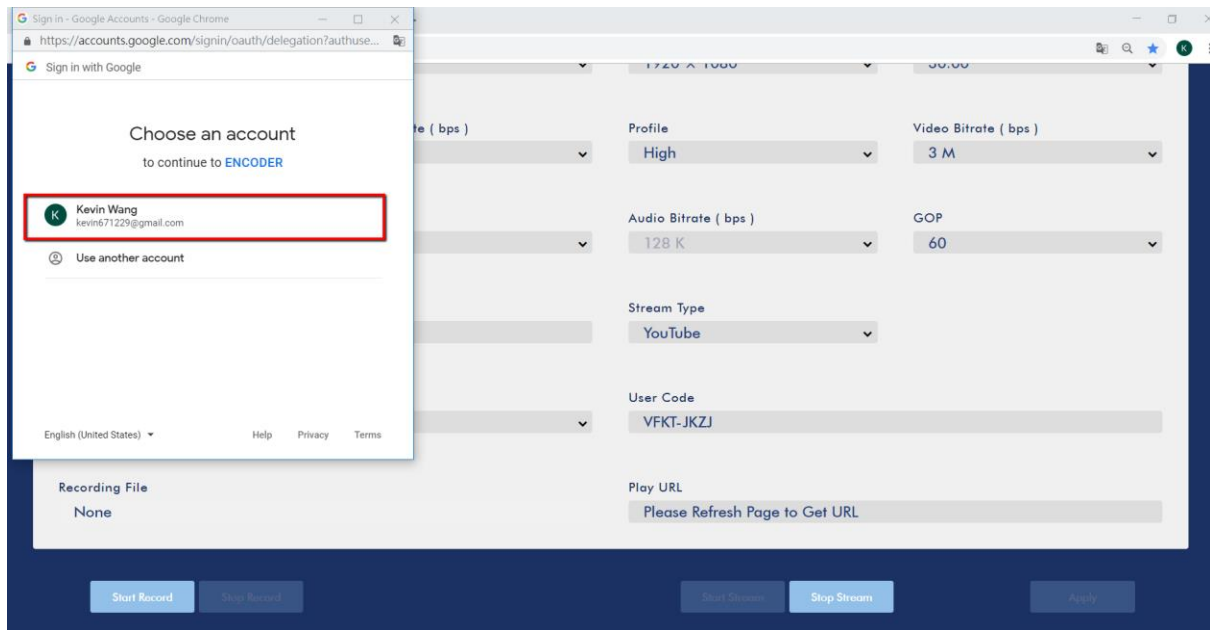 Sign in - Google Accounts - Google Chrome
https://accounts.google.com/signin/oauth/delegation?authuse...
Sign in with Google
Choose an account
to continue to ENCODER
K
Kevin Wang
kevin671229@gmail.com
Use another account
English (United States)
Help Privacy Terms
K
1920 X 1080
30.00
te ( bps )
Profile
Video Bitrate ( bps )
High
3 M
Audio Bitrate ( bps )
GOP
128 K
60
Stream Type
YouTube
User Code
VFKT-JKZJ
Recording File
Play URL
None
Please Refresh Page to Get URL
Start Record
Stop Record
Start Stream
Stop Stream
Apply